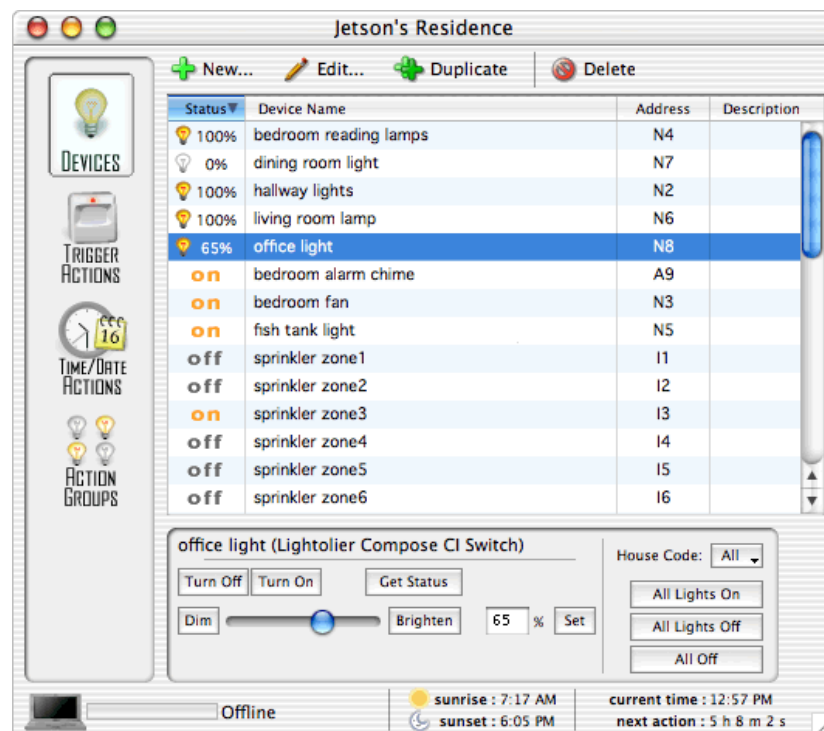 Jetson's Residence
New... Edit... Duplicate Delete
DEVICES
TRIGGER
ACTIONS
16
TIME/DATE
ACTIONS
ACTION
GROUPS
Status Device Name Address Description
100% bedroom reading lamps N4
0% dining room light N7
100% hallway lights N2
100% living room lamp N6
65% office light N8
on bedroom alarm chime A9
on bedroom fan N3
on fish tank light N5
off sprinkler zone1 I1
off sprinkler zone2 I2
on sprinkler zone3 I3
off sprinkler zone4 I4
off sprinkler zone5 I5
off sprinkler zone6 I6
office light (Lightolier Compose CI Switch)
Turn Off Turn On Get Status
Dim Brighten 65 % Set
House Code: All
All Lights On
All Lights Off
All Off
Offline
sunrise : 7:17 AM
sunset : 6:05 PM
current time : 12:57 PM
next action : 5 h 8 m 2 s